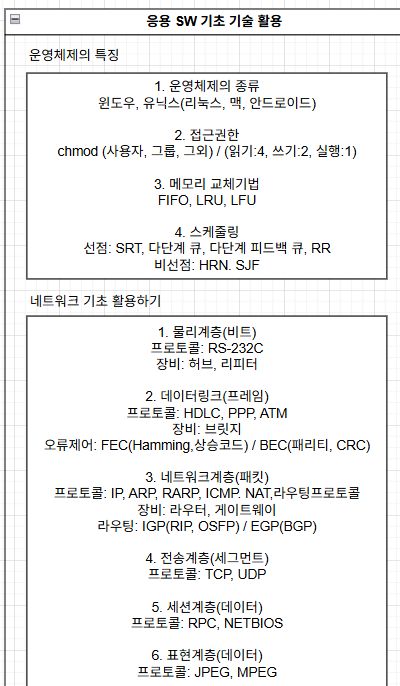 응용 SW 기초 기술 활용
운영체제의 특징
1. 운영체제의 종류
윈도우, 유닉스(리눅스, 맥, 안드로이드)
2. 접근권한
chmod (사용자, 그룹, 그외) / (읽기:4, 쓰기:2, 실행:1)
3. 메모리 교체기법
FIFO, LRU, LFU
4. 스케줄링
선점: SRT, 다단계 큐, 다단계 피드백 큐, RR
비선점: HRN. SJF
네트워크 기초 활용하기
1. 물리계층(비트)
프로토콜: RS-232C
장비: 허브, 리피터
2. 데이터링크(프레임)
프로토콜: HDLC, PPP, ATM
장비: 브릿지
오류제어: FEC(Hamming,상승코드) / BEC(패리티, CRC)
3. 네트워크계층(패킷)
프로토콜: IP, ARP, RARP, ICMP. NAT,라우팅프로토콜
장비: 라우터, 게이트웨이
라우팅: IGP(RIP, OSFP) / EGP(BGP)
4. 전송계층(세그먼트)
프로토콜: TCP, UDP
5. 세션계층(데이터)
프로토콜: RPC, NETBIOS
6. 표현계층(데이터)
프로토콜: JPEG, MPEG